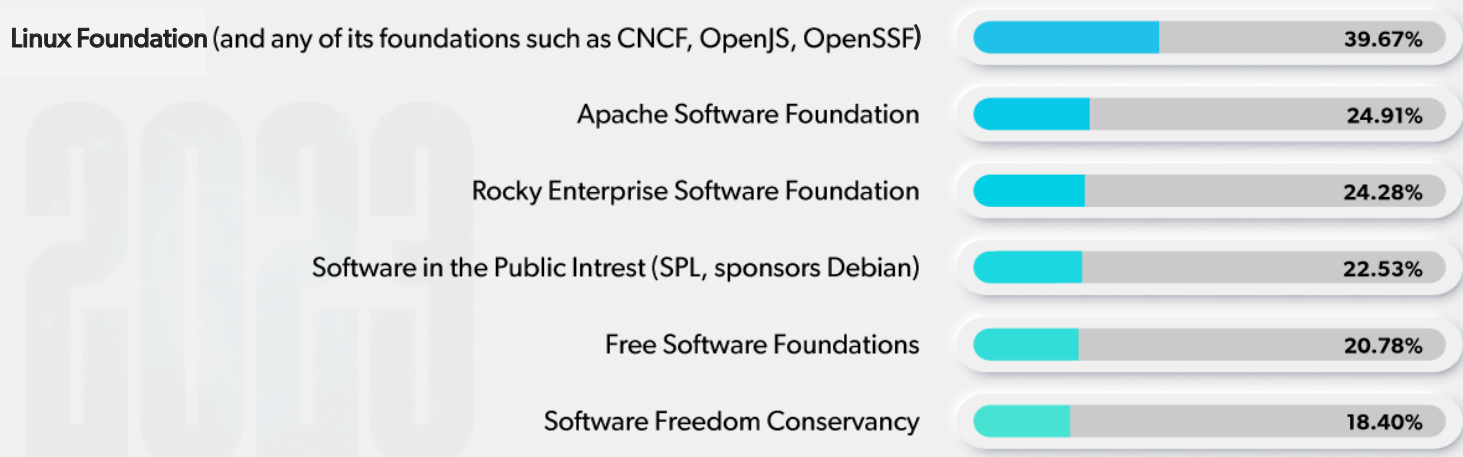 Linux Foundation (and any of its foundations such as CNCF, OpenJS, OpenSSF) 39.67%
Apache Software Foundation 24.91%
Rocky Enterprise Software Foundation 24.28%
Software in the Public Intrest (SPL, sponsors Debian) 22.53%
Free Software Foundations 20.78%
Software Freedom Conservancy 18.40%
2023